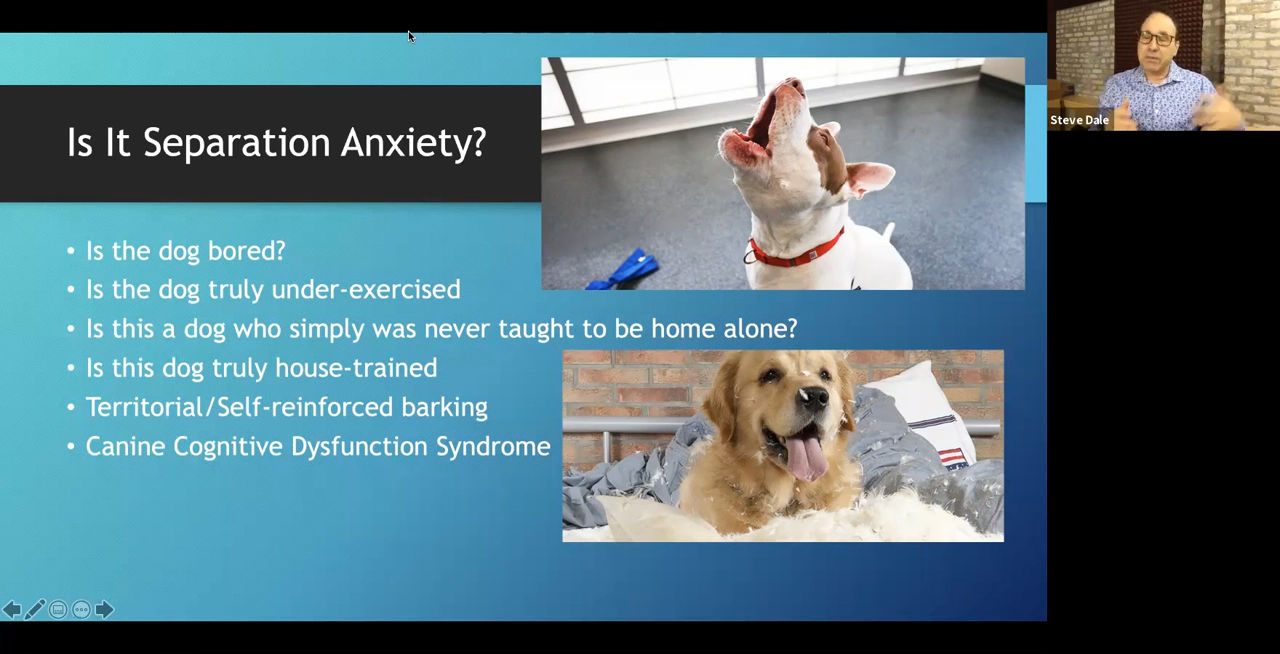 Is It Separation Anxiety?
Is the dog bored?
Is the dog truly under-exercised
Is this a dog who simply was never taught to be home alone?
Is this dog truly house-trained
Territorial/Self-reinforced barking
Canine Cognitive Dysfunction Syndrome
Steve Dale